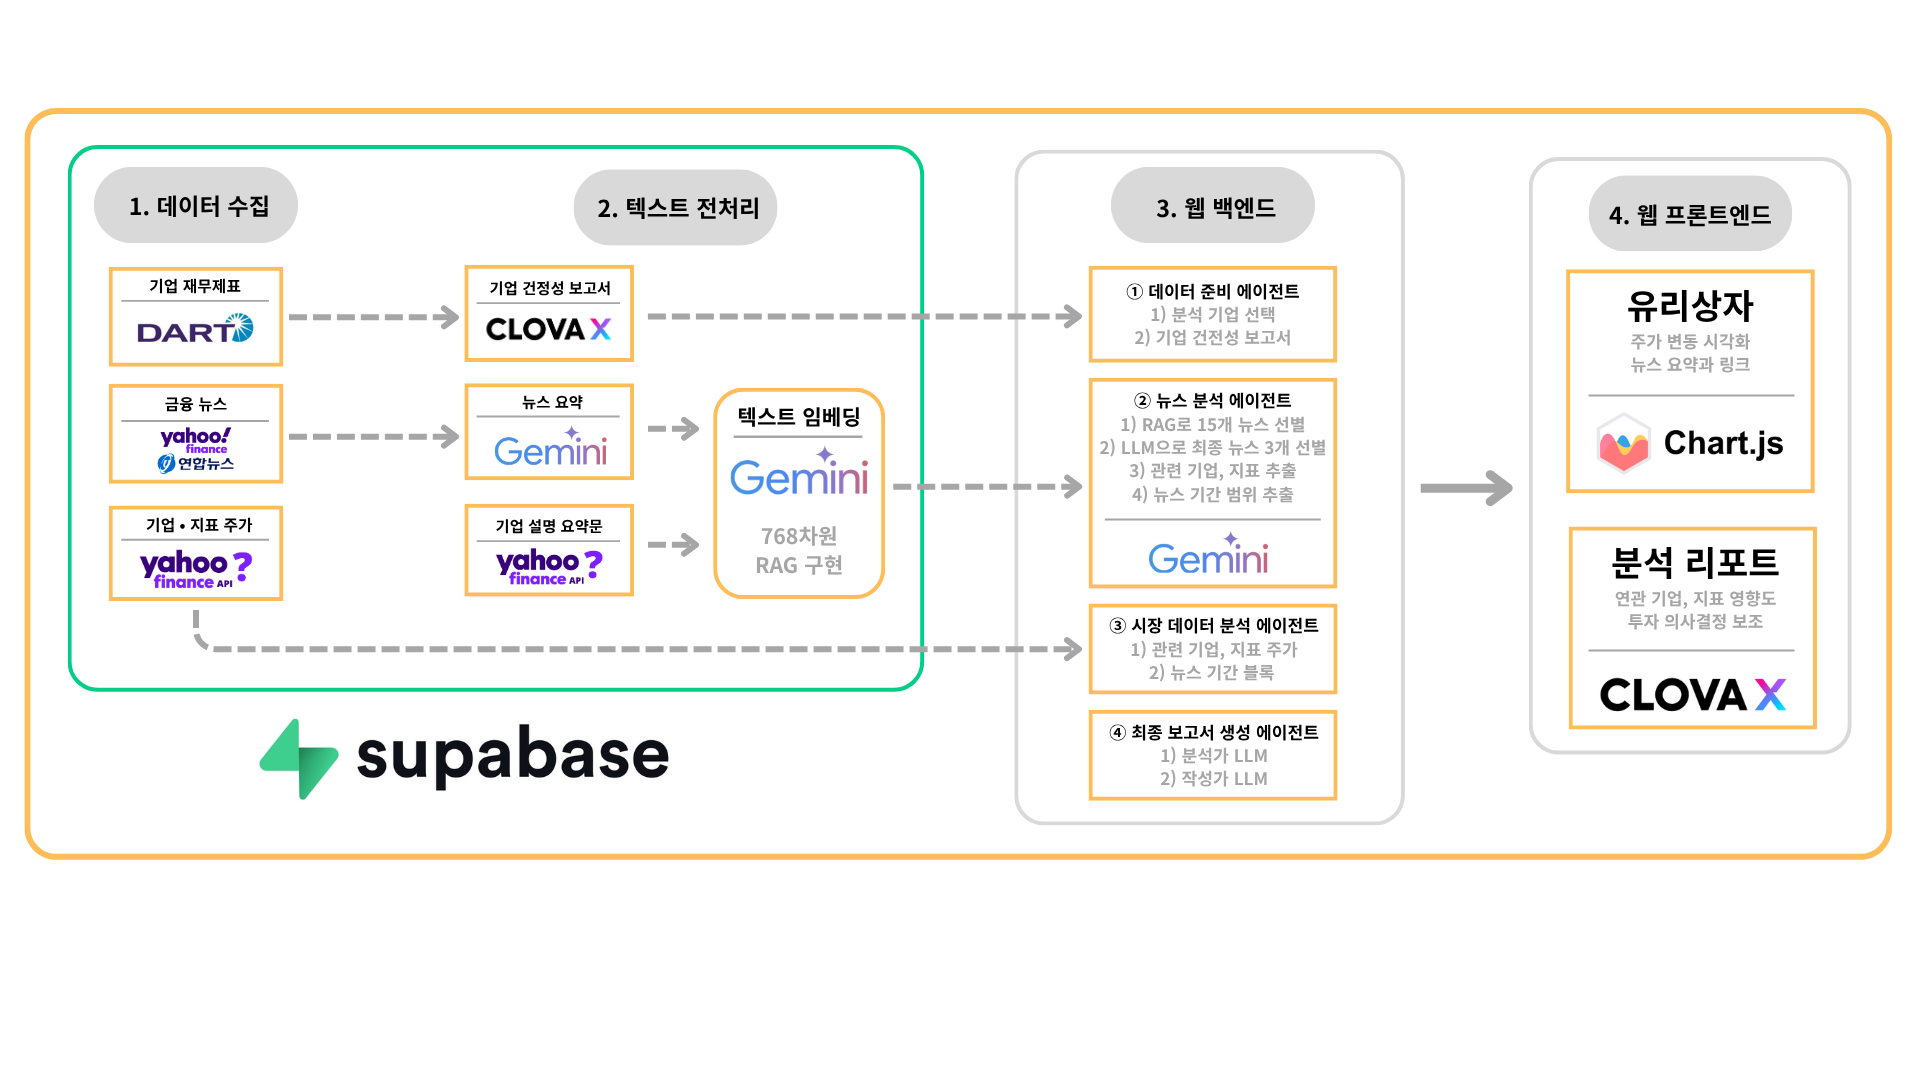 1. 데이터 수집
기업 재무제표
DART
금융 뉴스
yahoo!
finance
연합뉴스
기업 • 지표 주가
yahoo?
finance API
2. 텍스트 전처리
기업 건정성 보고서
CLOVA X
뉴스 요약
Gemini
기업 설명 요약문
yahoo?
finance API
텍스트 임베딩
Gemini
768차원
RAG 구현
supabase
3. 웹 백엔드
① 데이터 준비 에이전트
1) 분석 기업 선택
2) 기업 건전성 보고서
② 뉴스 분석 에이전트
1) RAG로 15개 뉴스 선별
2) LLM으로 최종 뉴스 3개 선별
3) 관련 기업, 지표 추출
4) 뉴스 기간 범위 추출
Gemini
③ 시장 데이터 분석 에이전트
1) 관련 기업, 지표 주가
2) 뉴스 기간 블록
④ 최종 보고서 생성 에이전트
1) 분석가 LLM
2) 작성가 LLM
4. 웹 프론트엔드
유리상자
주가 변동 시각화
뉴스 요약과 링크
Chart.js
분석 리포트
연관 기업, 지표 영향도
투자 의사결정 보조
CLOVA X